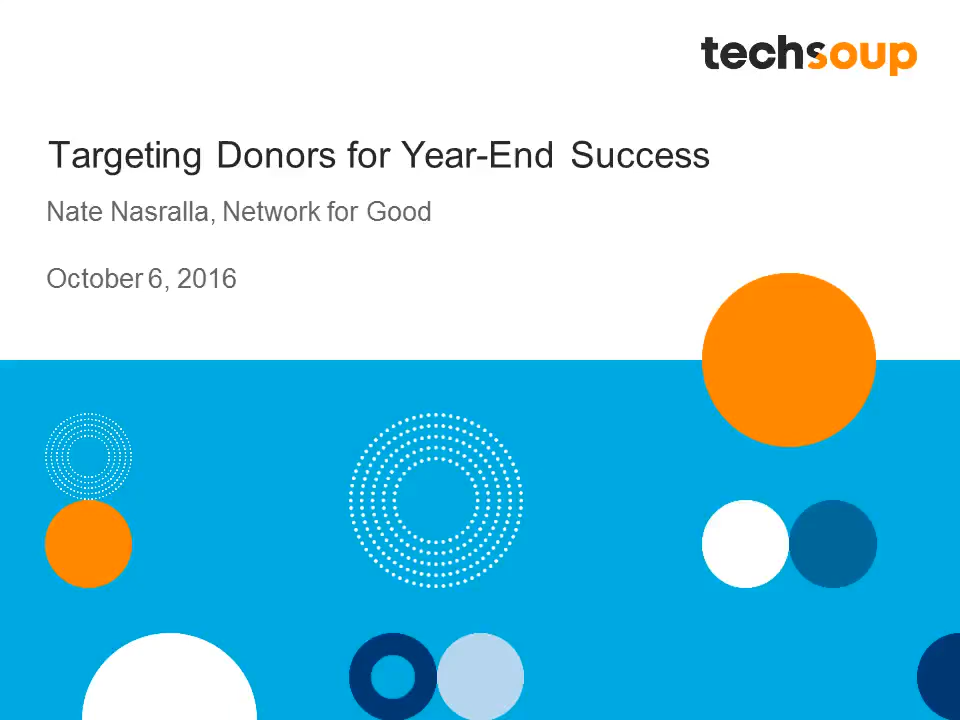 techsoup
Targeting Donors for Year-End Success
Nate Nasralla, Network for Good
October 6, 2016